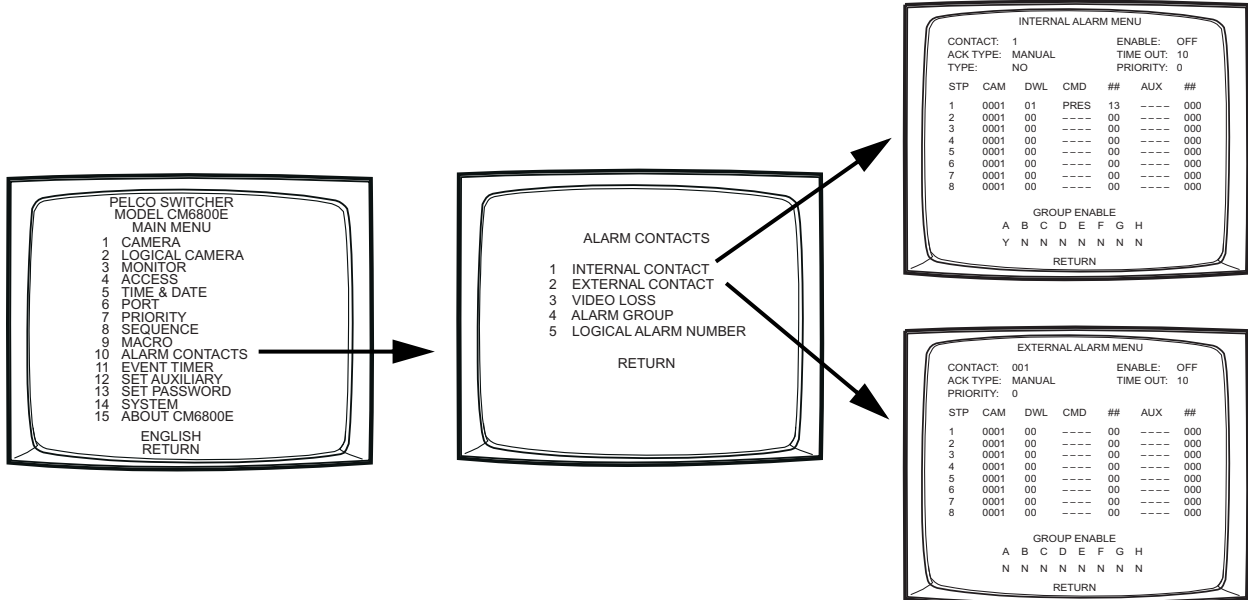 PELCO SWITCHER
MODEL CM6800E
MAIN MENU
1 CAMERA
2 LOGICAL CAMERA
3 MONITOR
4 ACCESS
5 TIME & DATE
6 PORT
7 PRIORITY
8 SEQUENCE
9 MACRO
10 ALARM CONTACTS
11 EVENT TIMER
12 SET AUXILIARY
13 SET PASSWORD
14 SYSTEM
15 ABOUT CM6800E
ENGLISH
RETURN
ALARM CONTACTS
1 INTERNAL CONTACT
2 EXTERNAL CONTACT
3 VIDEO LOSS
4 ALARM GROUP
5 LOGICAL ALARM NUMBER
RETURN
INTERNAL ALARM MENU
CONTACT: 1 ENABLE: OFF
ACK TYPE: MANUAL TIME OUT: 10
TYPE: NO PRIORITY: 0
STP CAM DWL CMD ## AUX ##
1 0001 01 PRES 13 ---- 000
2 0001 00 ---- 00 ---- 000
3 0001 00 ---- 00 ---- 000
4 0001 00 ---- 00 ---- 000
5 0001 00 ---- 00 ---- 000
6 0001 00 ---- 00 ---- 000
7 0001 00 ---- 00 ---- 000
8 0001 00 ---- 00 ---- 000
GROUP ENABLE
A B C D E F G H
Y N N N N N N N
RETURN
EXTERNAL ALARM MENU
CONTACT: 001 ENABLE: OFF
ACK TYPE: MANUAL TIME OUT: 10
PRIORITY: 0
STP CAM DWL CMD ## AUX ##
1 0001 00 ---- 00 ---- 000
2 0001 00 ---- 00 ---- 000
3 0001 00 ---- 00 ---- 000
4 0001 00 ---- 00 ---- 000
5 0001 00 ---- 00 ---- 000
6 0001 00 ---- 00 ---- 000
7 0001 00 ---- 00 ---- 000
8 0001 00 ---- 00 ---- 000
GROUP ENABLE
A B C D E F G H
N N N N N N N N
RETURN